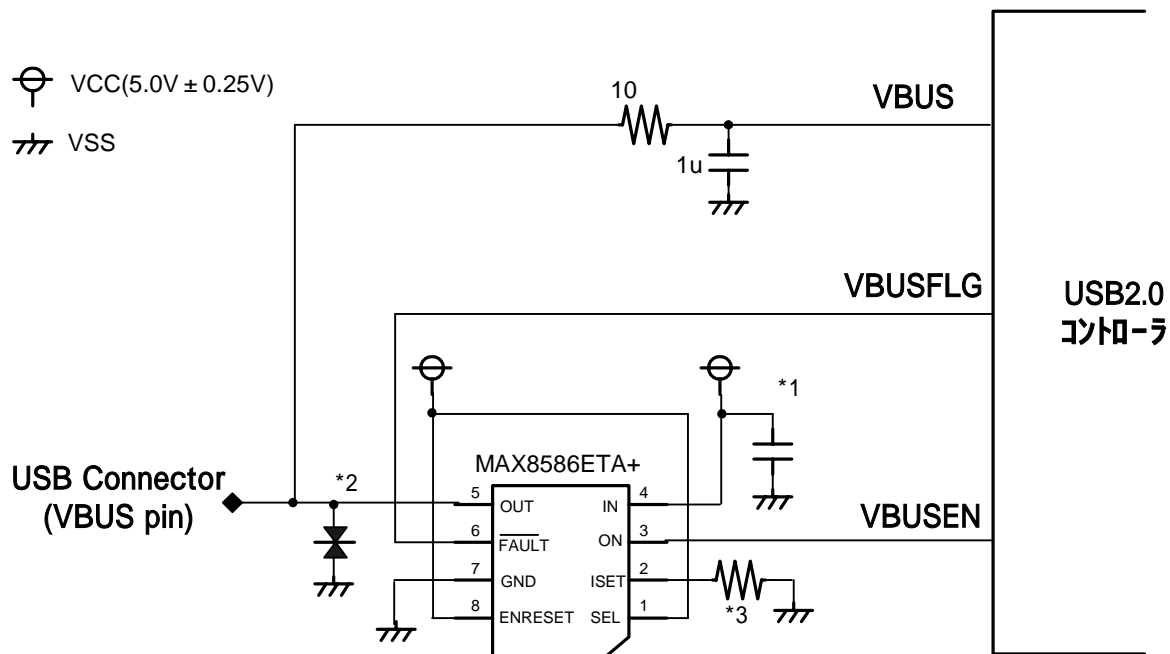 VCC(5.0V ± 0.25V)
VSS
10
VBUS
1u
VBUSFLG
USB2.0
コントローラ
*1
MAX8586ETA+
USB Connector
(VBUS pin)
*2
5
OUT
IN
4
VBUSEN
6
FAULT
ON
3
7
GND
ISET
2
8
ENRESET
SEL
1
*3